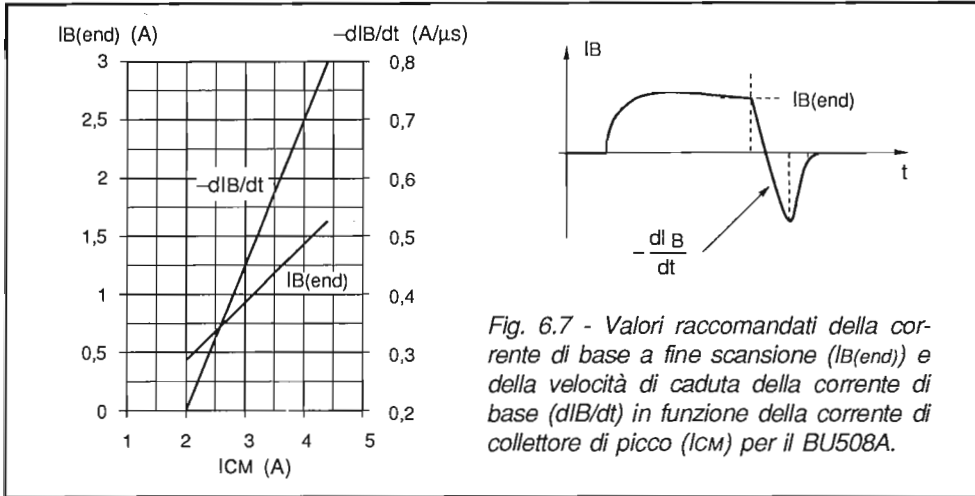 IB(end) (A)
–dIB/dt (A/µs)
3
2,5
2
1,5
1
0,5
0
0,8
0,7
0,6
0,5
0,4
0,3
0,2
–dIB/dt
IB(end)
1 2 3 4 5
ICM (A)
IB
IB(end)
t
– dI B
dt
Fig. 6.7 - Valori raccomandati della cor-
rente di base a fine scansione (IB(end)) e
della velocità di caduta della corrente di
base (dIB/dt) in funzione della corrente di
collettore di picco (ICM) per il BU508A.